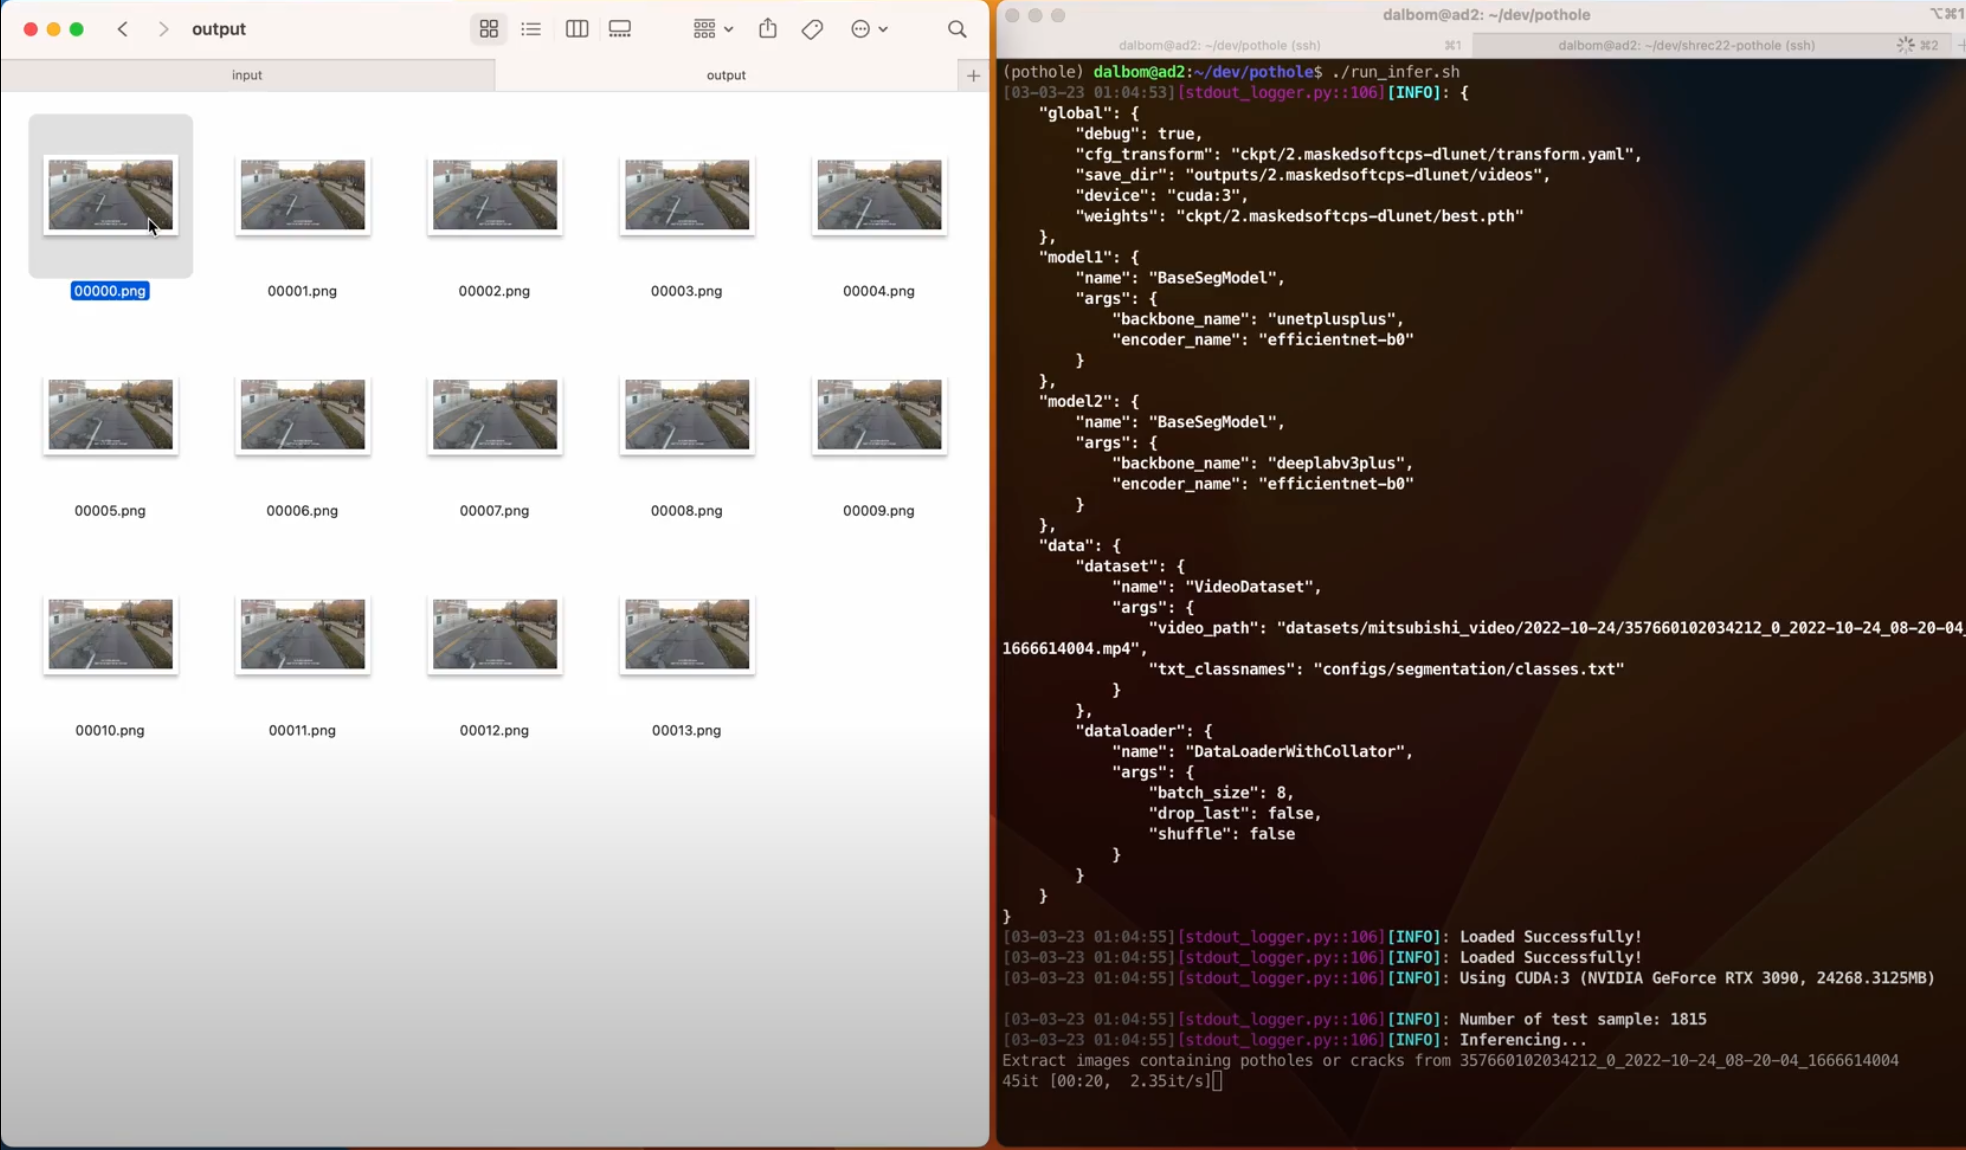 output
input
output
00000.png
00001.png
00002.png
00003.png
00004.png
00005.png
00006.png
00007.png
00008.png
00009.png
00010.png
00011.png
00012.png
00013.png
dalbom@ad2: ~/dev/pothole
⌥⌘1
dalbom@ad2: ~/dev/pothole (ssh)
⌘1
dalbom@ad2: ~/dev/shrec22-pothole (ssh)
⌘2
(pothole) dalbom@ad2:~/dev/pothole$ ./run_infer.sh
[03-03-23 01:04:53][stdout_logger.py::106][INFO]: {
    "global": {
        "debug": true,
        "cfg_transform": "ckpt/2.maskedsoftcps-dlunet/transform.yaml",
        "save_dir": "outputs/2.maskedsoftcps-dlunet/videos",
        "device": "cuda:3",
        "weights": "ckpt/2.maskedsoftcps-dlunet/best.pth"
    },
    "model1": {
        "name": "BaseSegModel",
        "args": {
            "backbone_name": "unetplusplus",
            "encoder_name": "efficientnet-b0"
        }
    },
    "model2": {
        "name": "BaseSegModel",
        "args": {
            "backbone_name": "deeplabv3plus",
            "encoder_name": "efficientnet-b0"
        }
    },
    "data": {
        "dataset": {
            "name": "VideoDataset",
            "args": {
                "video_path": "datasets/mitsubishi_video/2022-10-24/357660102034212_0_2022-10-24_08-20-04_
1666614004.mp4",
                "txt_classnames": "configs/segmentation/classes.txt"
            }
        },
        "dataloader": {
            "name": "DataLoaderWithCollator",
            "args": {
                "batch_size": 8,
                "drop_last": false,
                "shuffle": false
            }
        }
    }
}
[03-03-23 01:04:55][stdout_logger.py::106][INFO]: Loaded Successfully!
[03-03-23 01:04:55][stdout_logger.py::106][INFO]: Loaded Successfully!
[03-03-23 01:04:55][stdout_logger.py::106][INFO]: Using CUDA:3 (NVIDIA GeForce RTX 3090, 24268.3125MB)
[03-03-23 01:04:55][stdout_logger.py::106][INFO]: Number of test sample: 1815
[03-03-23 01:04:55][stdout_logger.py::106][INFO]: Inferencing...
Extract images containing potholes or cracks from 357660102034212_0_2022-10-24_08-20-04_1666614004
45it [00:20,  2.35it/s]